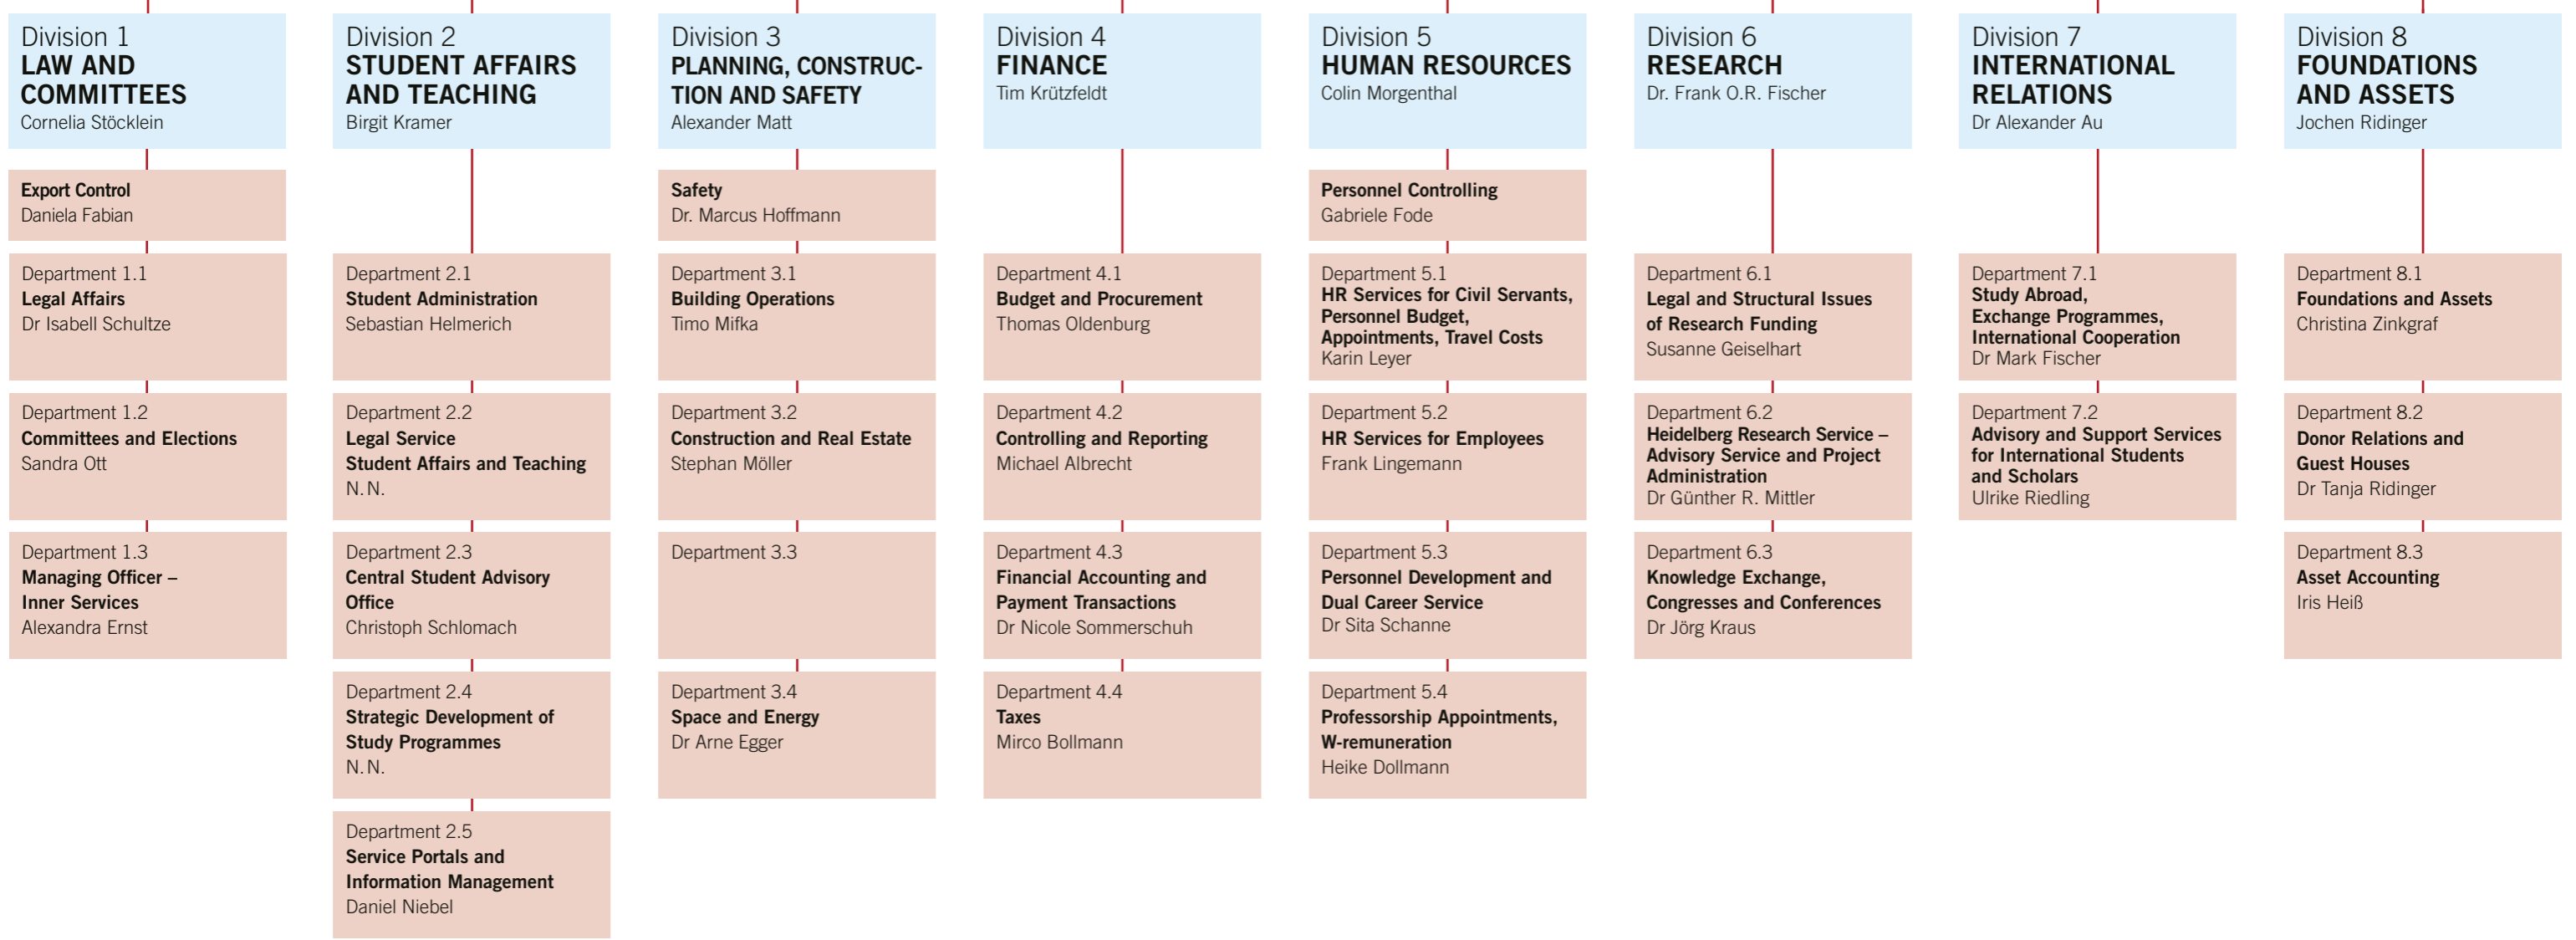 Division 1
LAW AND
COMMITTEES
Cornelia Stöcklein
Export Control
Daniela Fabian
Department 1.1
Legal Affairs
Dr Isabell Schultze
Department 1.2
Committees and Elections
Sandra Ott
Department 1.3
Managing Officer –
Inner Services
Alexandra Ernst
Division 2
STUDENT AFFAIRS
AND TEACHING
Birgit Kramer
Department 2.1
Student Administration
Sebastian Helmerich
Department 2.2
Legal Service
Student Affairs and Teaching
N. N.
Department 2.3
Central Student Advisory
Office
Christoph Schlomach
Department 2.4
Strategic Development of
Study Programmes
N. N.
Department 2.5
Service Portals and
Information Management
Daniel Niebel
Division 3
PLANNING, CONSTRUC-
TION AND SAFETY
Alexander Matt
Safety
Dr. Marcus Hoffmann
Department 3.1
Building Operations
Timo Mifka
Department 3.2
Construction and Real Estate
Stephan Möller
Department 3.3
Department 3.4
Space and Energy
Dr Arne Egger
Division 4
FINANCE
Tim Krützfeldt
Department 4.1
Budget and Procurement
Thomas Oldenburg
Department 4.2
Controlling and Reporting
Michael Albrecht
Department 4.3
Financial Accounting and
Payment Transactions
Dr Nicole Sommerschuh
Department 4.4
Taxes
Mirco Bollmann
Division 5
HUMAN RESOURCES
Colin Morgenthal
Personnel Controlling
Gabriele Fode
Department 5.1
HR Services for Civil Servants,
Personnel Budget,
Appointments, Travel Costs
Karin Leyer
Department 5.2
HR Services for Employees
Frank Lingemann
Department 5.3
Personnel Development and
Dual Career Service
Dr Sita Schanne
Department 5.4
Professorship Appointments,
W-remuneration
Heike Dollmann
Division 6
RESEARCH
Dr. Frank O.R. Fischer
Department 6.1
Legal and Structural Issues
of Research Funding
Susanne Geiselhart
Department 6.2
Heidelberg Research Service –
Advisory Service and Project
Administration
Dr Günther R. Mittler
Department 6.3
Knowledge Exchange,
Congresses and Conferences
Dr Jörg Kraus
Division 7
INTERNATIONAL
RELATIONS
Dr Alexander Au
Department 7.1
Study Abroad,
Exchange Programmes,
International Cooperation
Dr Mark Fischer
Department 7.2
Advisory and Support Services
for International Students
and Scholars
Ulrike Riedling
Division 8
FOUNDATIONS
AND ASSETS
Jochen Ridinger
Department 8.1
Foundations and Assets
Christina Zinkgraf
Department 8.2
Donor Relations and
Guest Houses
Dr Tanja Ridinger
Department 8.3
Asset Accounting
Iris Heiß